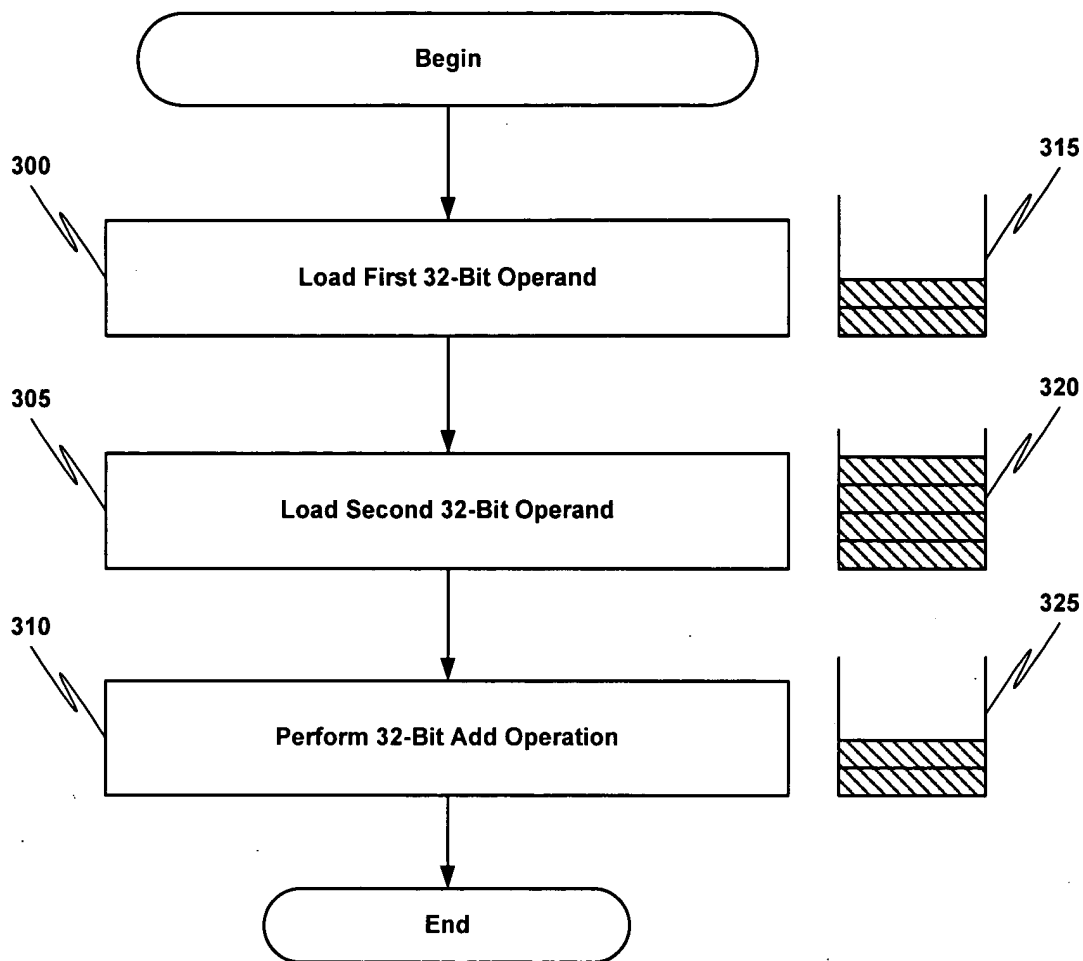 Begin
300
315
Load First 32-Bit Operand
305
320
Load Second 32-Bit Operand
310
325
Perform 32-Bit Add Operation
End